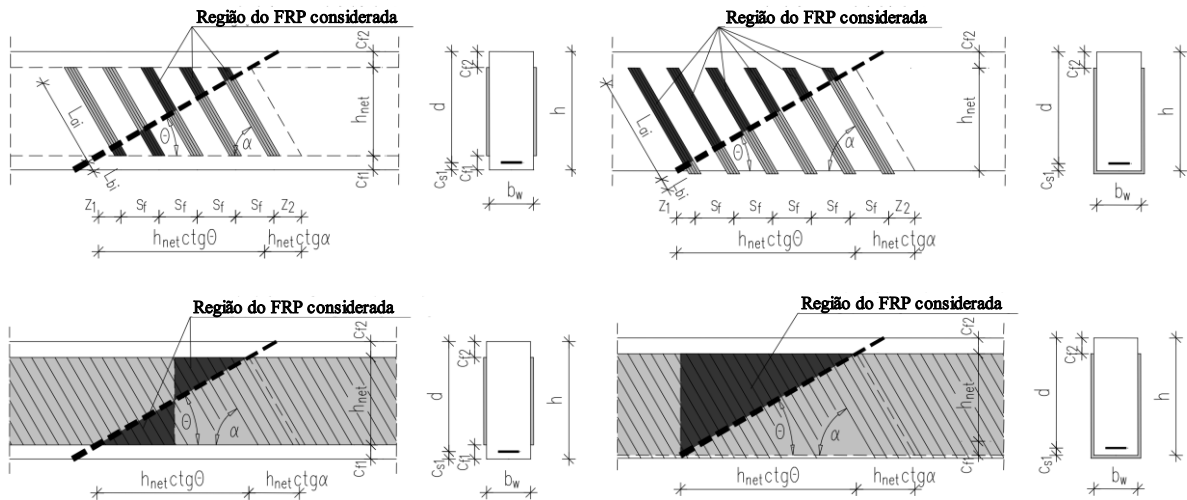 Região do FRP considerada
Cf2
hnet
Cf1
Lai
Lbi
Θ
α
Z1 Sf Sf Sf Sf Z2
hnetctgΘ hnetctgα
Cf2
d
Cf1
Cs1
h
bw
Região do FRP considerada
Cf2
hnet
Lai
Lbi
Θ
α
Z1 Sf Sf Sf Sf Sf Z2
hnetctgΘ hnetctgα
Cf2
d
Cs1
h
bw
Região do FRP considerada
Cf2
hnet
Cf1
Θ
α
hnetctgΘ hnetctgα
Cf2
d
Cf1
Cs1
h
bw
Região do FRP considerada
Cf2
hnet
Cf1
Θ
α
hnetctgΘ hnetctgα
Cf2
d
Cs1
h
bw